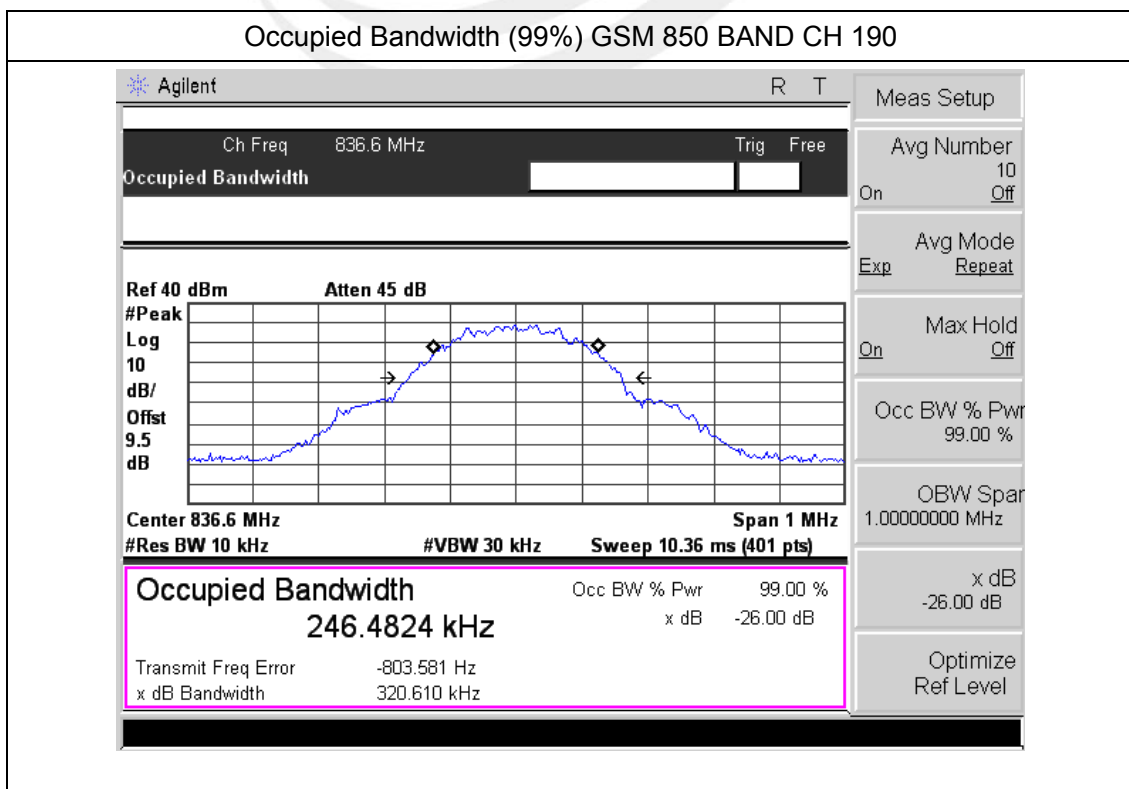 Occupied Bandwidth (99%) GSM 850 BAND CH 190
Agilent R T
Meas Setup
Ch Freq 836.6 MHz Trig Free
Occupied Bandwidth
Avg Number
10
On Off
Avg Mode
Exp Repeat
Max Hold
On Off
Occ BW % Pwr
99.00 %
OBW Span
1.00000000 MHz
x dB
-26.00 dB
Optimize
Ref Level
Ref 40 dBm Atten 45 dB
#Peak
Log
10
dB/
Offst
9.5
dB
Center 836.6 MHz Span 1 MHz
#Res BW 10 kHz #VBW 30 kHz Sweep 10.36 ms (401 pts)
Occupied Bandwidth Occ BW % Pwr 99.00 %
246.4824 kHz x dB -26.00 dB
Transmit Freq Error -803.581 Hz
x dB Bandwidth 320.610 kHz